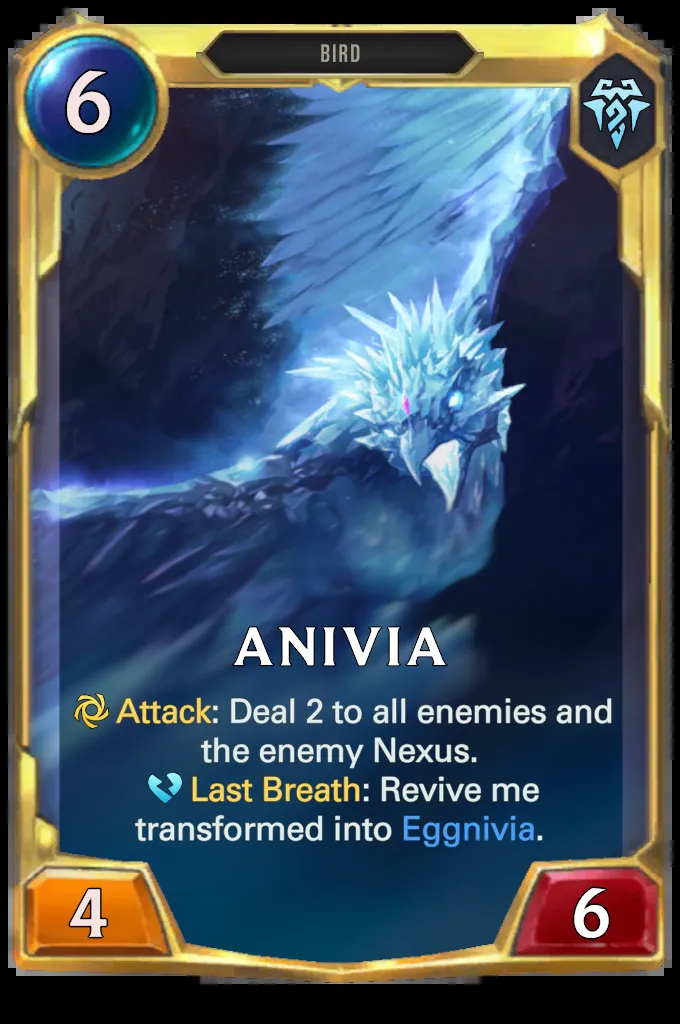 BIRD
6
ANIVIA
Attack: Deal 2 to all enemies and
the enemy Nexus.
Last Breath: Revive me
transformed into Eggnivia.
4
6